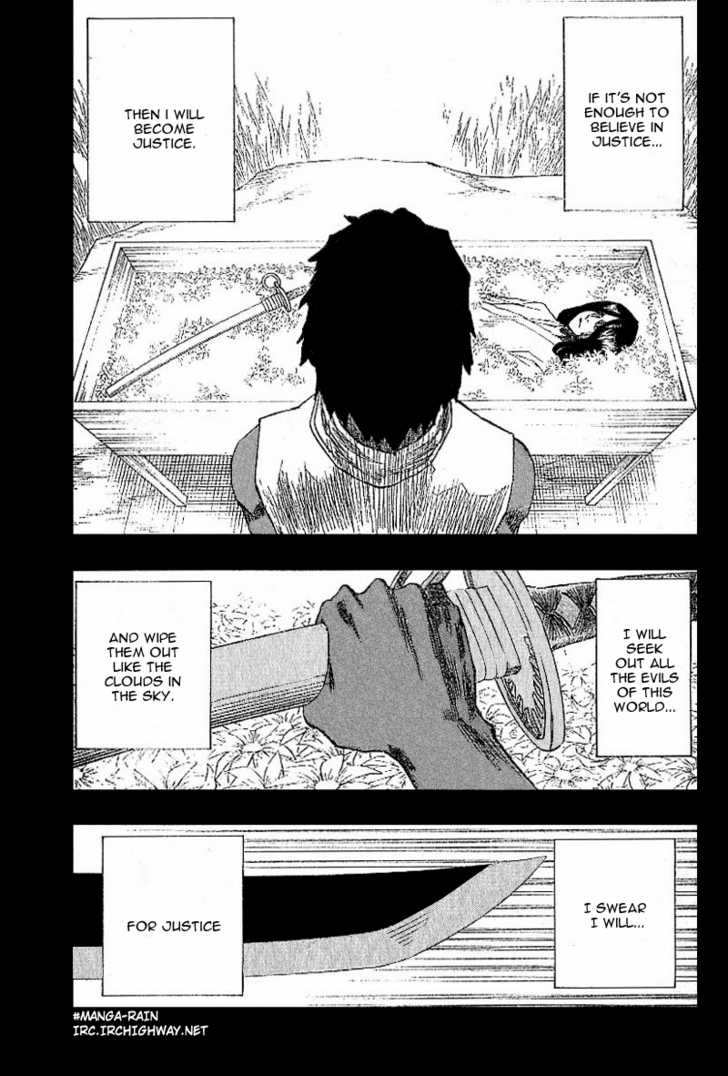 IF IT'S NOT
ENOUGH TO
BELIEVE IN
JUSTICE...
THEN I WILL
BECOME
JUSTICE.
I WILL
SEEK
OUT ALL
THE EVILS
OF THIS
WORLD...
AND WIPE
THEM OUT
LIKE THE
CLOUDS IN
THE SKY.
I SWEAR
I WILL...
FOR JUSTICE
#MANGA-RAIN
IRC.IRCHIGHWAY.NET